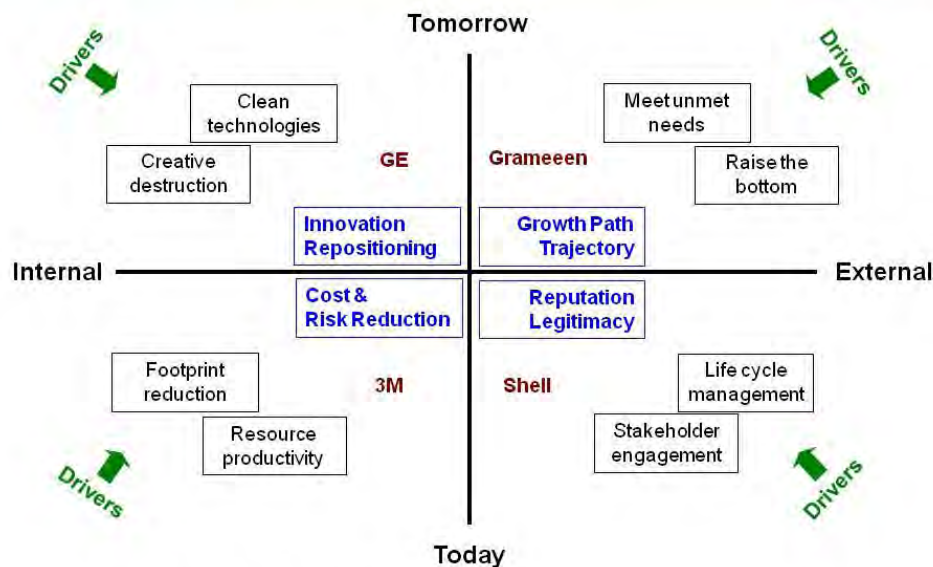 Tomorrow
Drivers
Drivers
Clean
technologies
Meet unmet
needs
Creative
destruction
GE
Grameeen
Raise the
bottom
Innovation
Repositioning
Growth Path
Trajectory
Internal
External
Cost &
Risk Reduction
Reputation
Legitimacy
Footprint
reduction
3M
Shell
Life cycle
management
Resource
productivity
Stakeholder
engagement
Drivers
Drivers
Today